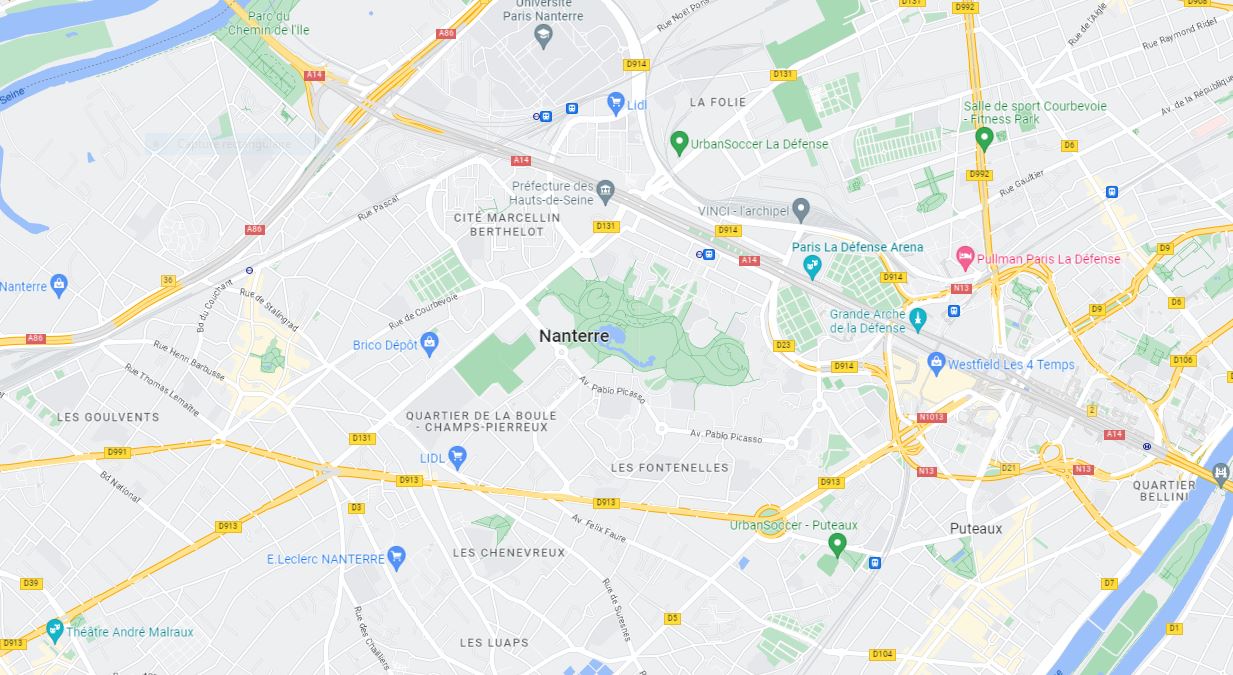 Université
Paris Nanterre
Parc du
Chemin de l'Ile
Rue Noël Pons
D131
D992
D908
Rue de l'Aigle
Rue Raymond Ridel
A86
D914
A14
D131
Seine
Lidl
LA FOLIE
Av. de la République
Salle de sport Courbevoie
- Fitness Park
Capture rectangulaire
UrbanSoccer La Défense
D6
A14
D992
Préfecture des
Hauts-de-Seine
Rue Gaultier
Rue Pascal
VINCI - l'archipel
CITÉ MARCELLIN
BERTHELOT
A86
D131
D914
Paris La Défense Arena
D9
A14
Pullman Paris La Défense
36
D914
Nanterre
N13
Bd du Couchant
Rue de Stalingrad
Rue de Courbevoie
D9
D6
Grande Arche
de la Défense
A86
Nanterre
Brico Dépôt
Rue Henri Barbusse
D23
D106
D914
Westfield Les 4 Temps
Rue Thomas Lemaître
Av. Pablo Picasso
LES GOULVENTS
QUARTIER DE LA BOULE
- CHAMPS-PIERREUX
N1013
2
A14
D131
Av. Pablo Picasso
D991
LIDL
LES FONTENELLES
N13
D21
N13
Bd National
D913
D913
QUARTIER
BELLINI
D3
D913
D913
Av. Felix Faure
UrbanSoccer - Puteaux
Puteaux
E.Leclerc NANTERRE
LES CHENEVREUX
D39
D7
Rue de Suresnes
D5
Théâtre André Malraux
Rue des Chailliers
D1
D913
LES LUAPS
D104